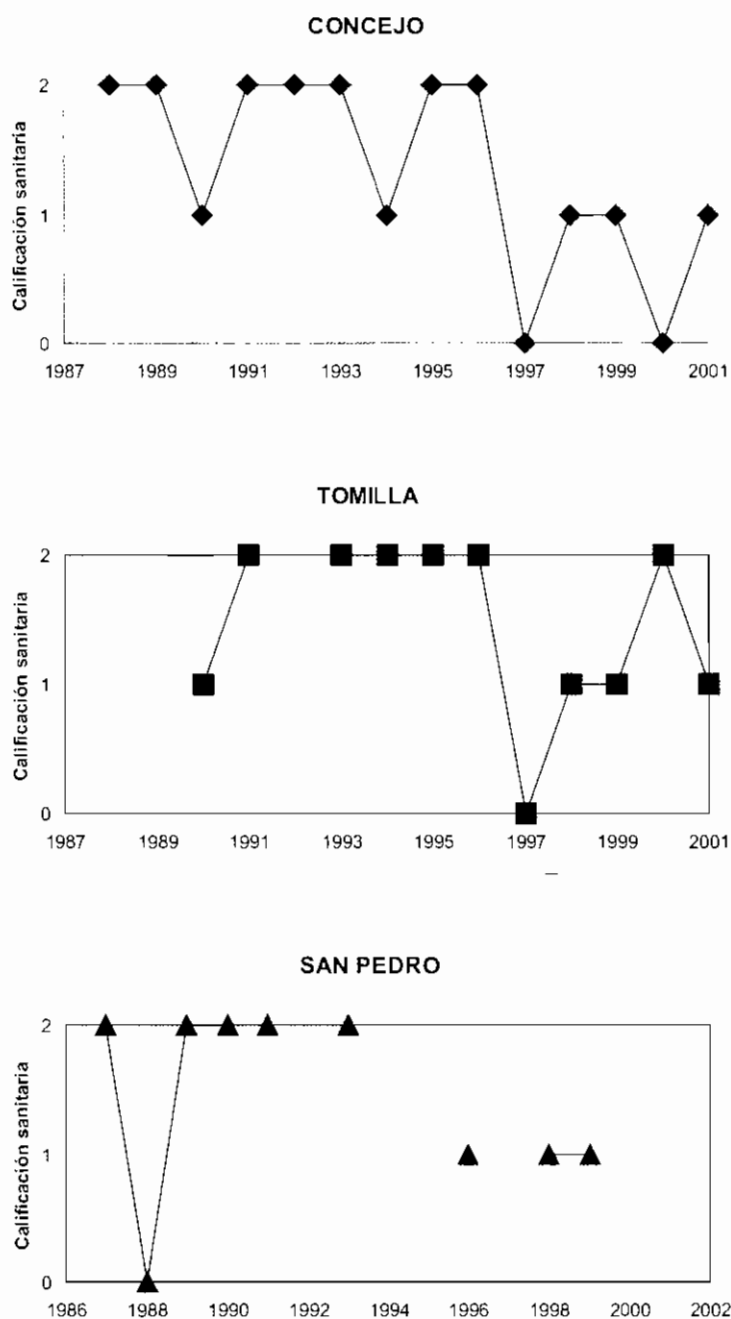 CONCEJO
Calificación sanitaria
2
1
0
1987 1989 1991 1993 1995 1997 1999 2001
TOMILLA
Calificación sanitaria
2
1
0
1987 1989 1991 1993 1995 1997 1999 2001
SAN PEDRO
Calificación sanitaria
2
1
0
1986 1988 1990 1992 1994 1996 1998 2000 2002